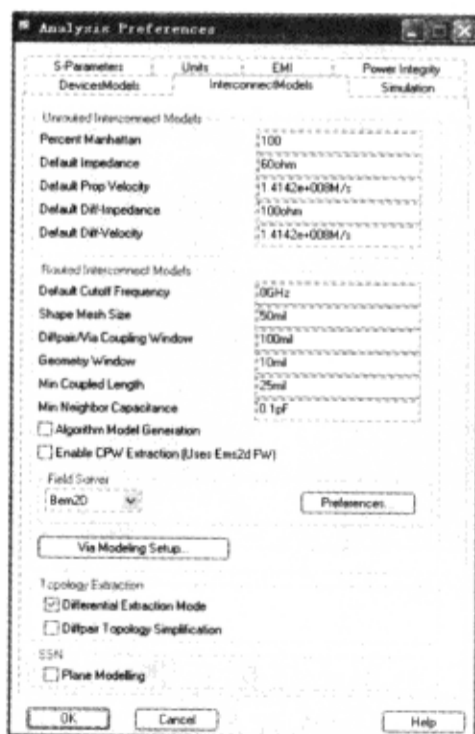 Analysis Preferences
S-Parameters Units EMI Power Integrity
DevicesModels InterconnectModels Simulation
Unrouted Interconnect Models
Percent Manhattan 100
Default Impedance 60ohm
Default Prop Velocity 1.4142e+008M/s
Default Diff-Impedance 100ohm
Default Diff-Velocity 1.4142e+008M/s
Routed Interconnect Models
Default Cutoff Frequency 0GHz
Shape Mesh Size 50mil
Diffpair/Via Coupling Window 100mil
Geometry Window 10mil
Min Coupled Length 25mil
Min Neighbor Capacitance 0.1pF
Algorithm Model Generation
Enable CPW Extraction (Uses Ems2d FW)
Field Solver
Bem2D Preferences...
Via Modeling Setup...
Topology Extraction
Differential Extraction Mode
Diffpair Topology Simplification
SSN
Plane Modelling
OK Cancel Help